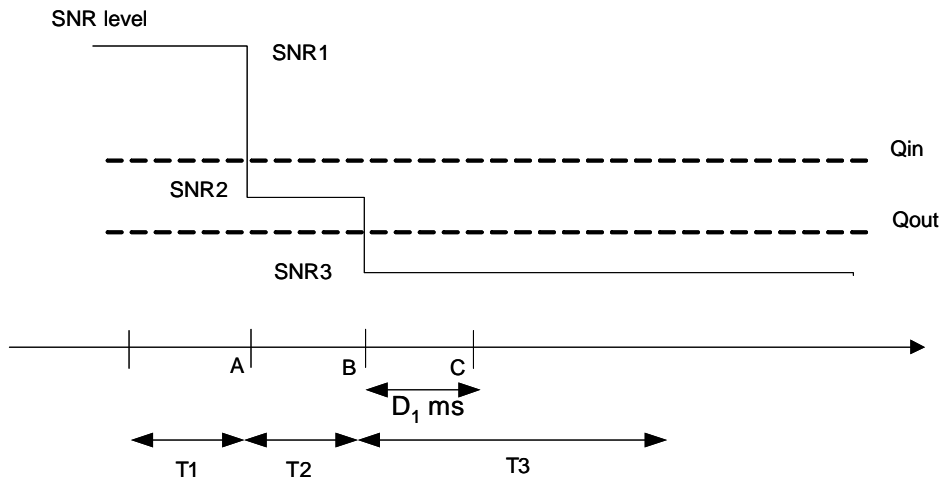 SNR level
SNR1
Qin
SNR2
Qout
SNR3
A
B
C
D₁ ms
T1
T2
T3